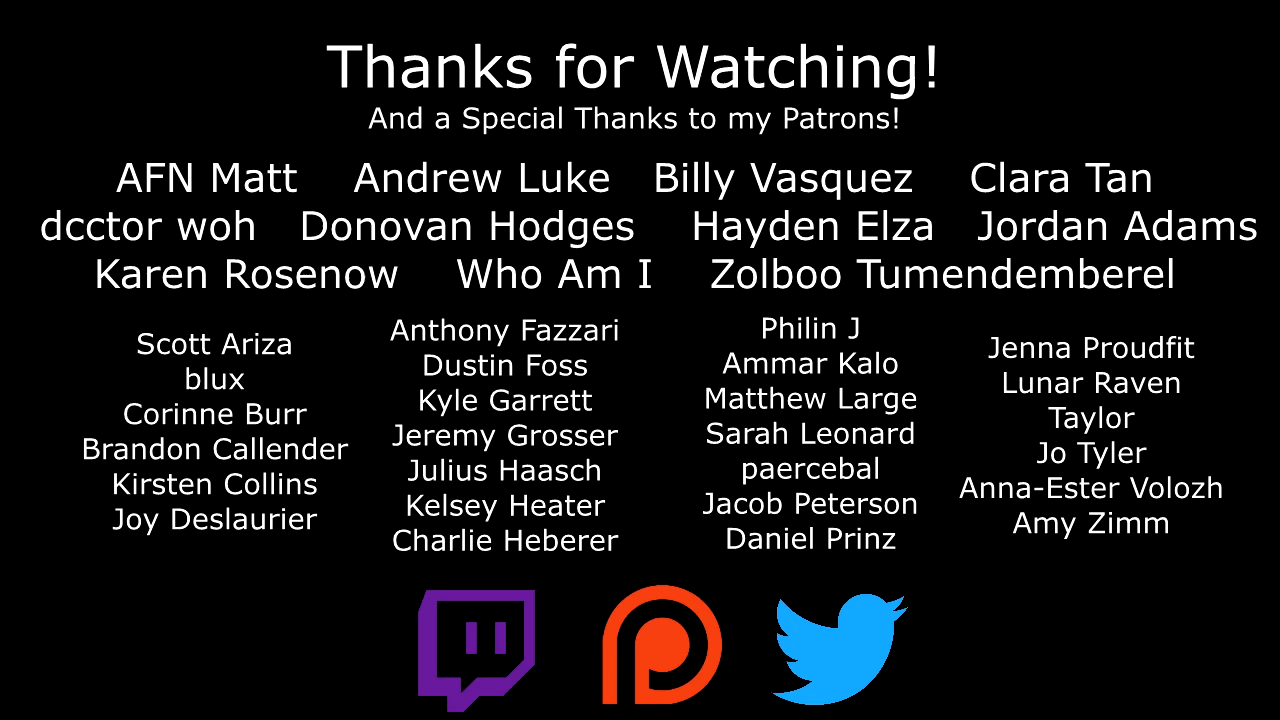 Thanks for Watching!
And a Special Thanks to my Patrons!
AFN Matt Andrew Luke Billy Vasquez Clara Tan
dcctor woh Donovan Hodges Hayden Elza Jordan Adams
Karen Rosenow Who Am I Zolboo Tumendemberel
Scott Ariza
blux
Corinne Burr
Brandon Callender
Kirsten Collins
Joy Deslaurier
Anthony Fazzari
Dustin Foss
Kyle Garrett
Jeremy Grosser
Julius Haasch
Kelsey Heater
Charlie Heberer
Philin J
Ammar Kalo
Matthew Large
Sarah Leonard
paercebal
Jacob Peterson
Daniel Prinz
Jenna Proudfit
Lunar Raven
Taylor
Jo Tyler
Anna-Ester Volozh
Amy Zimm